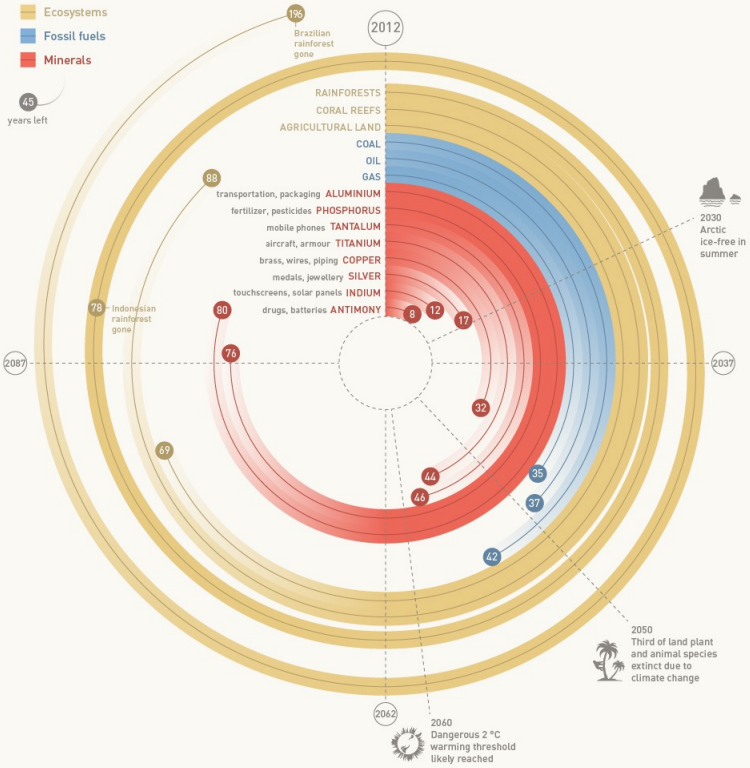 Ecosystems
Fossil fuels
Minerals
45
years left
196
Brazilian
rainforest
gone
2012
RAINFORESTS
CORAL REEFS
AGRICULTURAL LAND
COAL
OIL
GAS
transportation, packaging ALUMINIUM
fertilizer, pesticides PHOSPHORUS
mobile phones TANTALUM
aircraft, armour TITANIUM
brass, wires, piping COPPER
medals, jewellery SILVER
touchscreens, solar panels INDIUM
drugs, batteries ANTIMONY
88
78
Indonesian
rainforest
gone
80
76
8
12
17
2030
Arctic
ice-free in
summer
2087
2037
32
69
44
46
35
37
42
2050
Third of land plant
and animal species
extinct due to
climate change
2062
2060
Dangerous 2 °C
warming threshold
likely reached